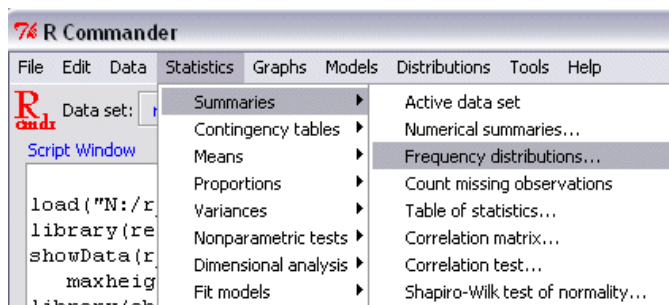 R Commander
File Edit Data Statistics Graphs Models Distributions Tools Help
R
cmdr
Data set:
Script Window
load("N:/r
library(re
showData(r
maxheig
Summaries
Contingency tables
Means
Proportions
Variances
Nonparametric tests
Dimensional analysis
Fit models
Active data set
Numerical summaries...
Frequency distributions...
Count missing observations
Table of statistics...
Correlation matrix...
Correlation test...
Shapiro-Wilk test of normality...